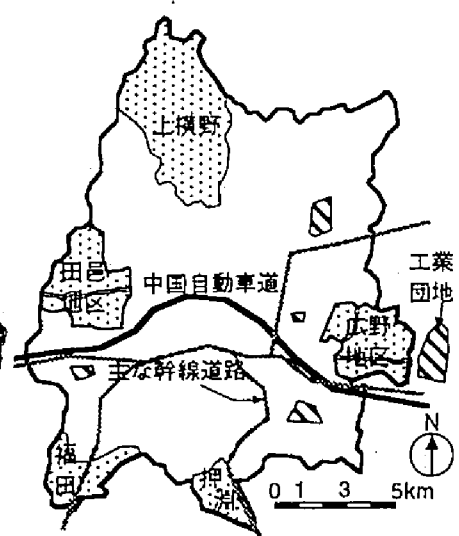 上横野
田邑
地区
中国自動車道
工業
団地
広野
地区
主な幹線道路
福
田
押
淵
N
0 1 3 5km